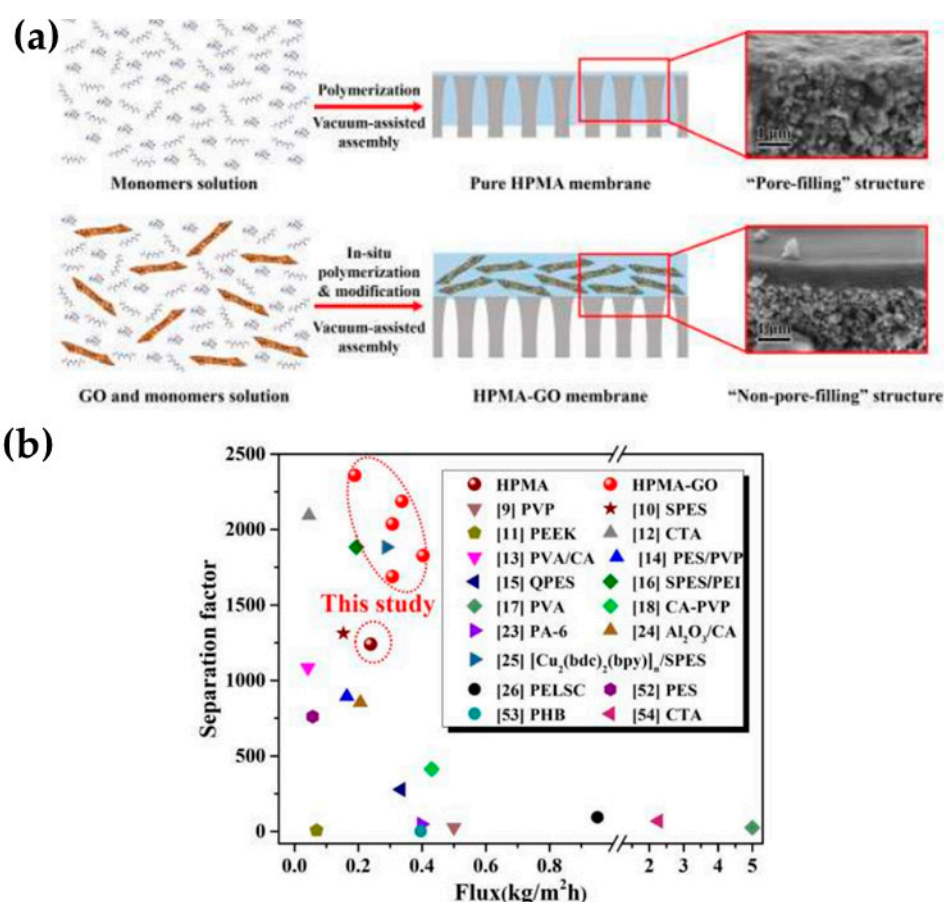 (a)
Polymerization
Vacuum-assisted
assembly
1 μm
Monomers solution
Pure HPMA membrane
“Pore-filling” structure
In-situ
polymerization
& modification
Vacuum-assisted
assembly
1 μm
GO and monomers solution
HPMA-GO membrane
“Non-pore-filling” structure
(b)
2500
2000
1500
1000
500
0
Separation factor
This study
HPMA
HPMA-GO
[9] PVP
[10] SPES
[11] PEEK
[12] CTA
[13] PVA/CA
[14] PES/PVP
[15] QPES
[16] SPES/PEI
[17] PVA
[18] CA-PVP
[23] PA-6
[24] Al₂O₃/CA
[25] [Cu₂(bdc)₂(bpy)]ₙ/SPES
[26] PELSC
[52] PES
[53] PHB
[54] CTA
0.0 0.2 0.4 0.6 0.8 1.0 2 3 4 5
Flux(kg/m²h)